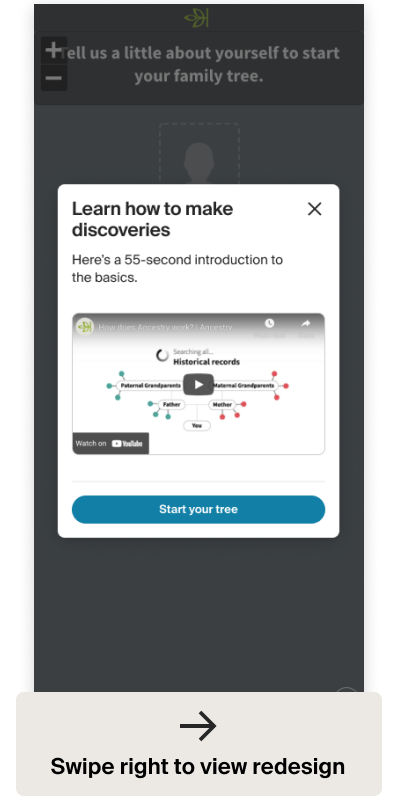 Tell us a little about yourself to start
your family tree.
Learn how to make
discoveries
Here's a 55-second introduction to
the basics.
How does Ancestry work? | Ancestry
Searching all...
Historical records
Paternal Grandparents
Maternal Grandparents
Father
Mother
You
Watch on YouTube
Start your tree
Swipe right to view redesign